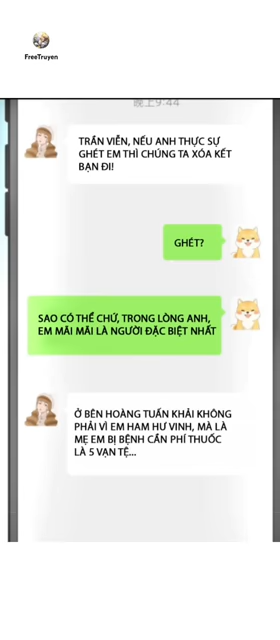 FreeTruyen
晚上9:44
TRẦN VIỄN, NẾU ANH THỰC SỰ
GHÉT EM THÌ CHÚNG TA XÓA KẾT
BẠN ĐI!
GHÉT?
SAO CÓ THỂ CHỨ, TRONG LÒNG ANH,
EM MÃI MÃI LÀ NGƯỜI ĐẶC BIỆT NHẤT
Ở BÊN HOÀNG TUẤN KHẢI KHÔNG
PHẢI VÌ EM HAM HƯ VINH, MÀ LÀ
MẸ EM BỊ BỆNH CẦN PHÍ THUỐC
LÀ 5 VẠN TỆ...